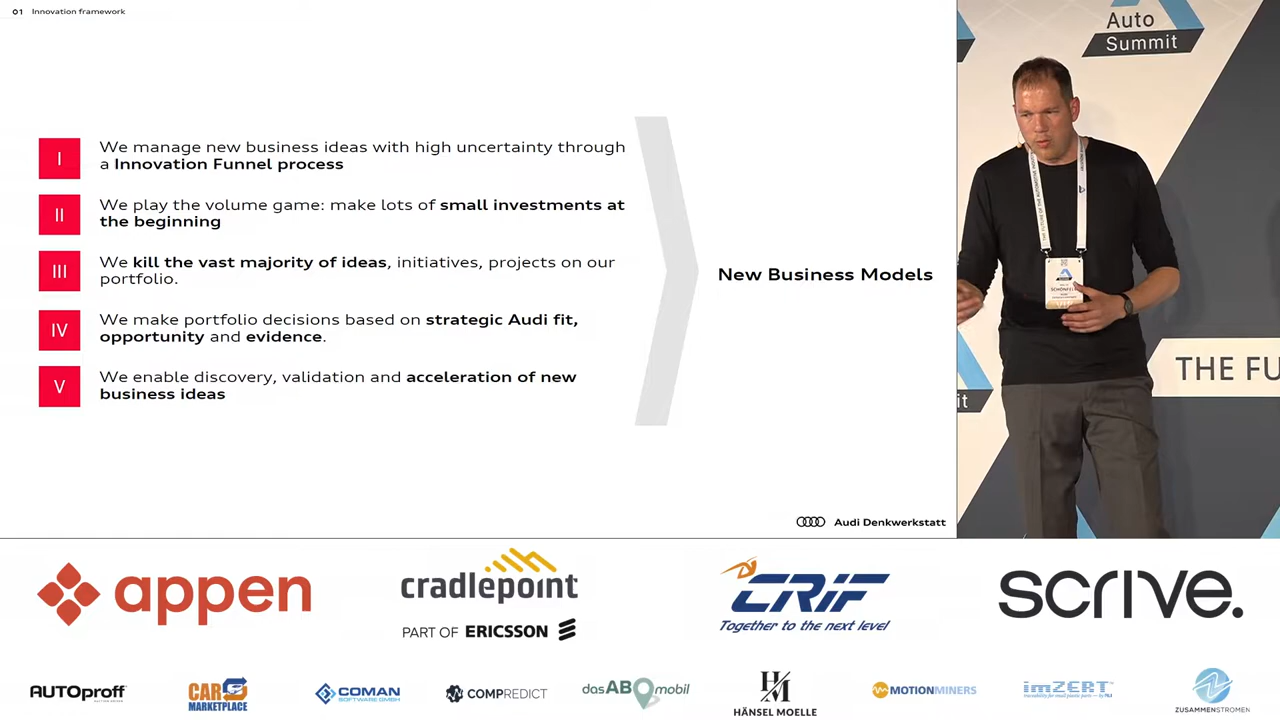 01 Innovation framework
I
We manage new business ideas with high uncertainty through
a Innovation Funnel process
II
We play the volume game: make lots of small investments at
the beginning
III
We kill the vast majority of ideas, initiatives, projects on our
portfolio.
IV
We make portfolio decisions based on strategic Audi fit,
opportunity and evidence.
V
We enable discovery, validation and acceleration of new
business ideas
New Business Models
Audi Denkwerkstatt
Auto
Summit
THE FU
it
appen
cradlepoint
PART OF ERICSSON
CRIF
Together to the next level
scrive.
AUTOproff
CAR
MARKETPLACE
COMAN
SOFTWARE GMBH
COMPREDICT
dasABOmobil
HM
HÄNSEL MOELLE
MOTIONMINERS
imZERT
ZUSAMMENSTROMEN